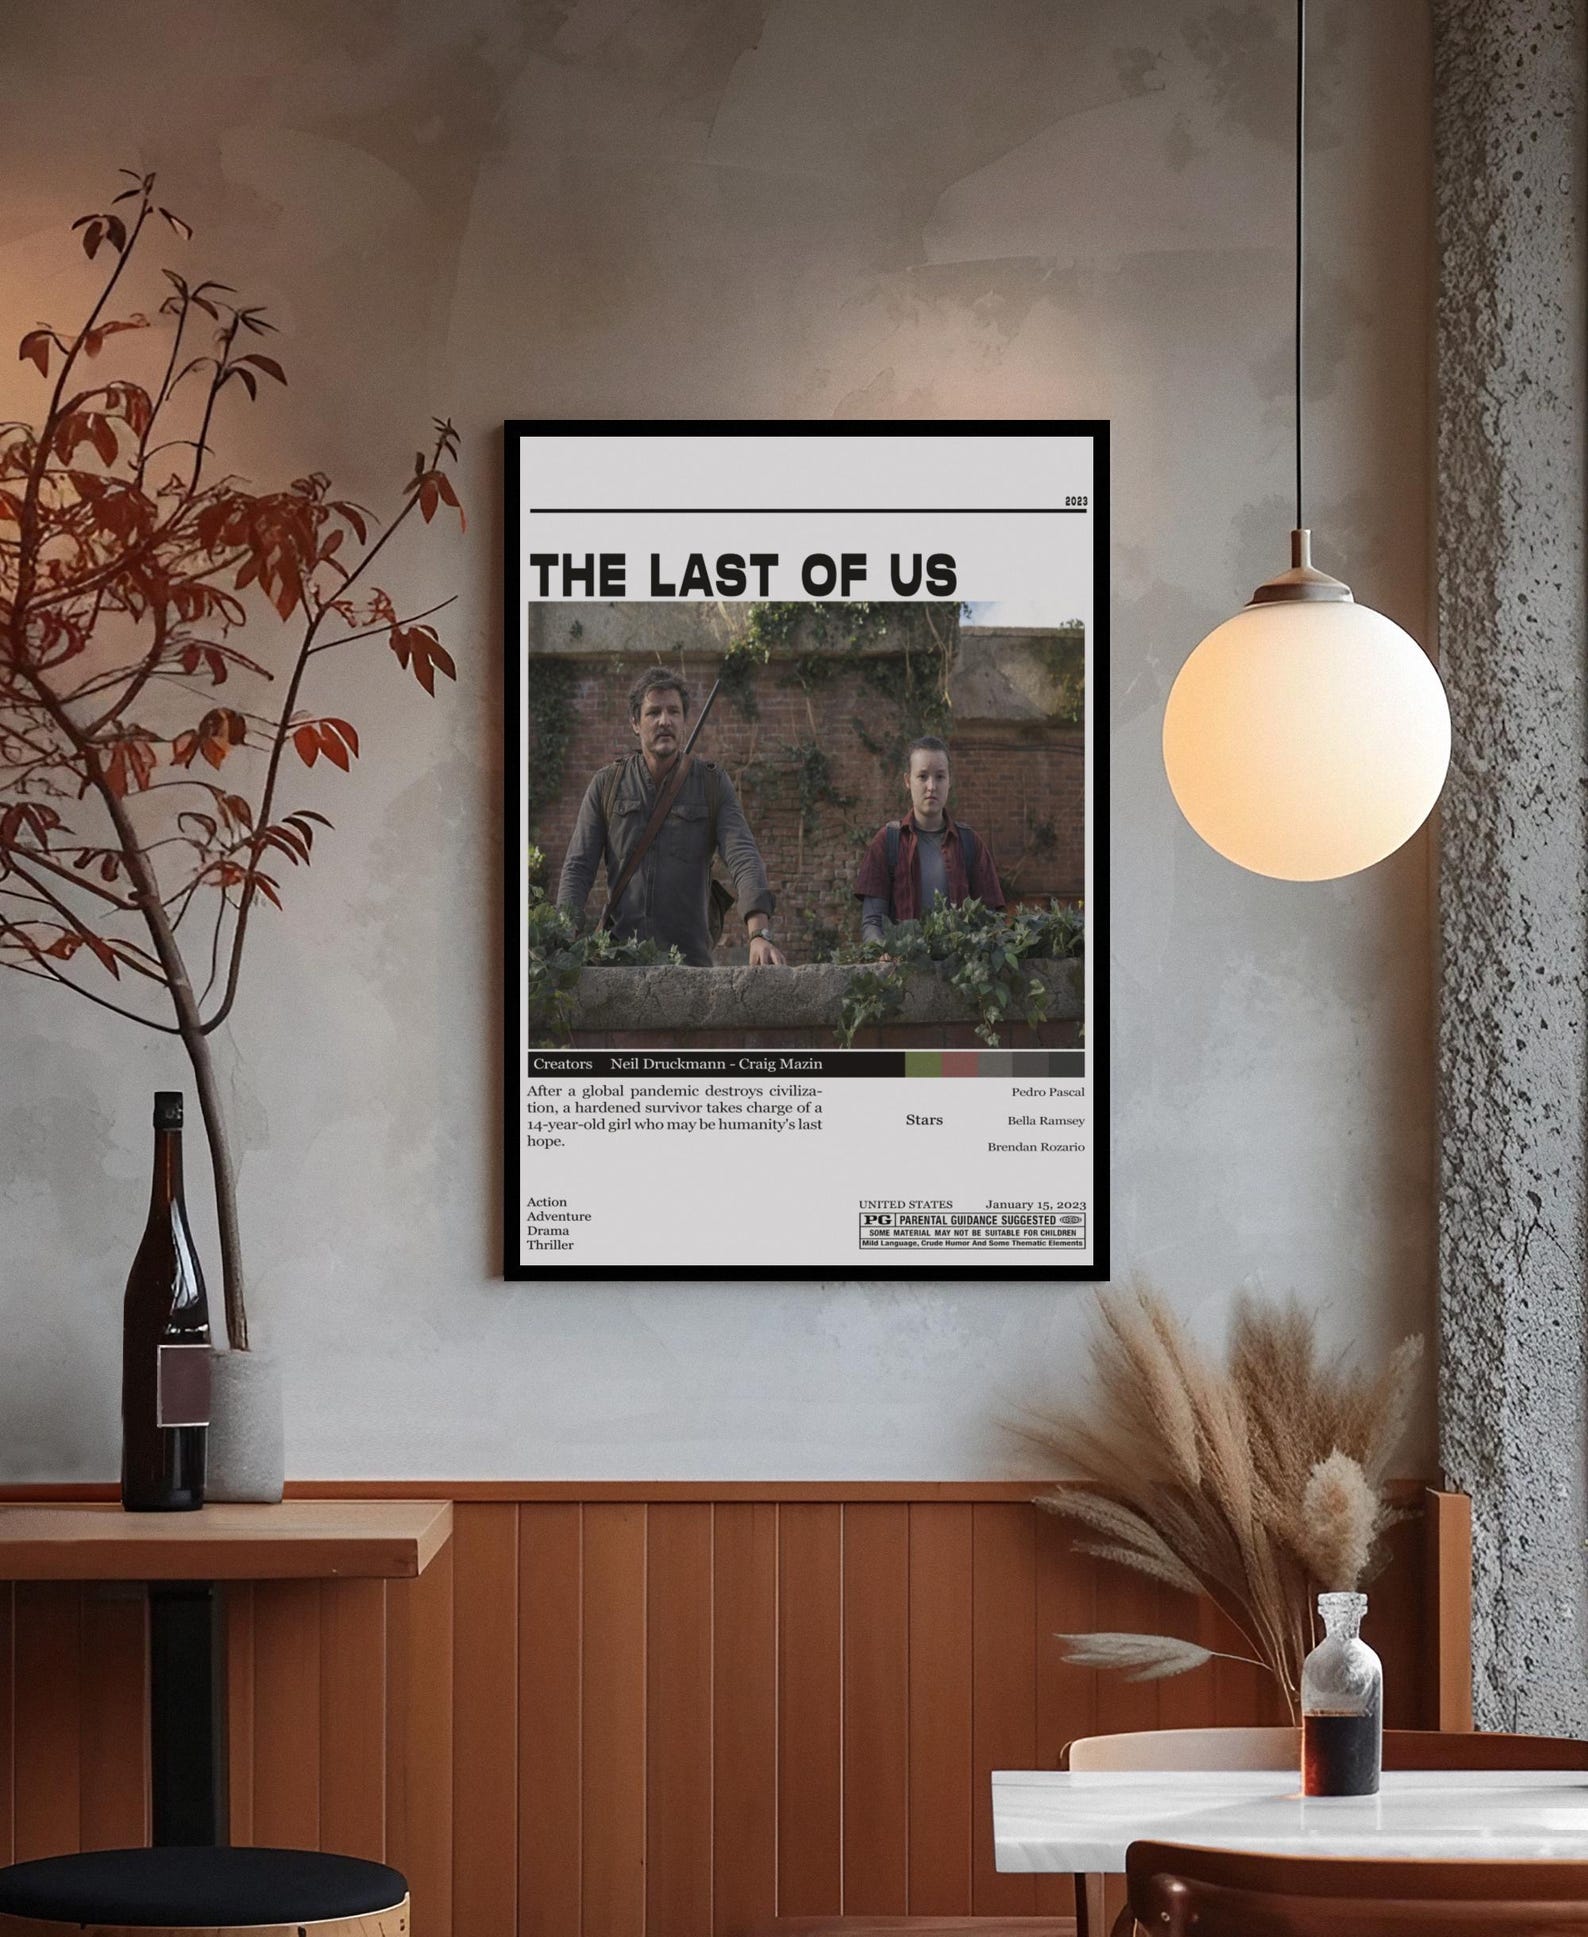 2023
THE LAST OF US
Creators Neil Druckmann - Craig Mazin
After a global pandemic destroys civiliza-
tion, a hardened survivor takes charge of a
14-year-old girl who may be humanity's last
hope.
Stars
Pedro Pascal
Bella Ramsey
Brendan Rozario
Action
Adventure
Drama
Thriller
UNITED STATES January 15, 2023
PG PARENTAL GUIDANCE SUGGESTED
SOME MATERIAL MAY NOT BE SUITABLE FOR CHILDREN
Mild Language, Crude Humor And Some Thematic Elements